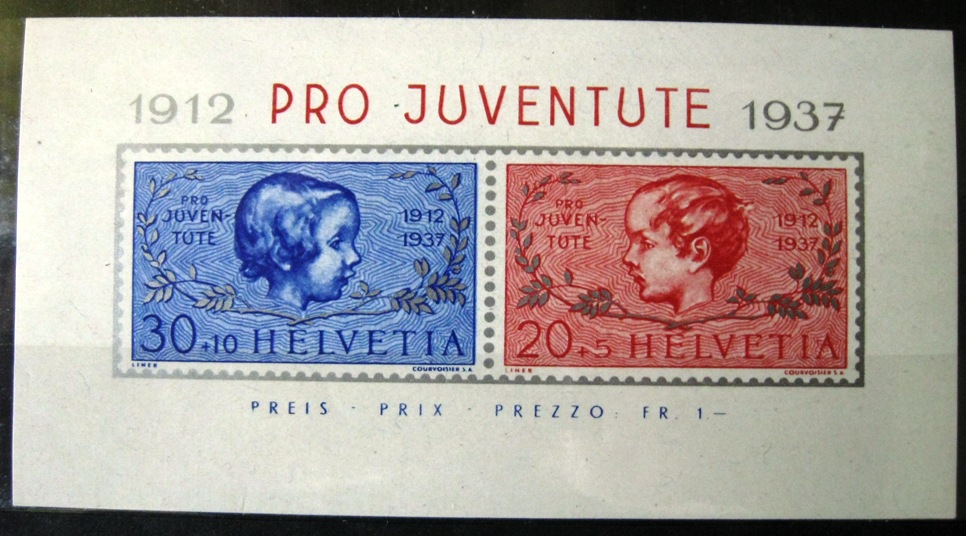 1912 PRO JUVENTUTE 1937
PRO
JUVEN-
TUTE
1912
1937
30+10 HELVETIA
LINER
COURVOISIER S.A.
PRO
JUVEN-
TUTE
1912
1937
20+5 HELVETIA
LINER
COURVOISIER S.A.
PREIS - PRIX - PREZZO: FR. 1.—